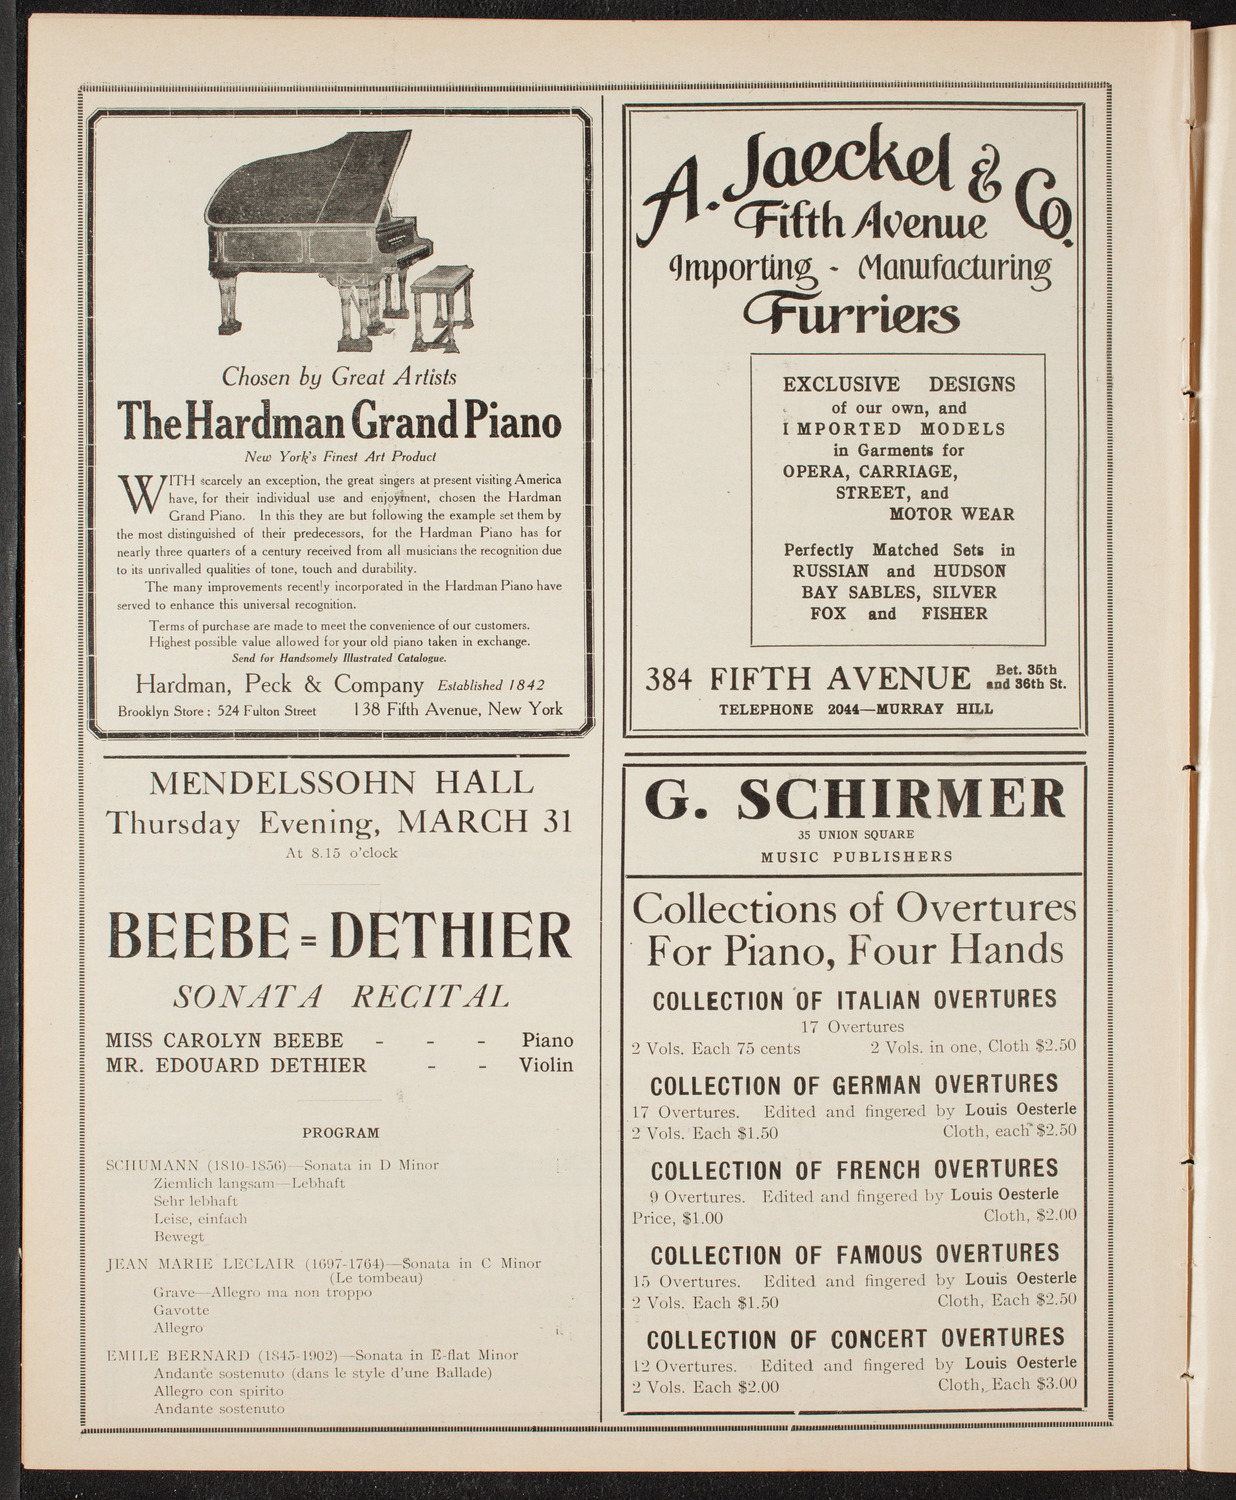 Chosen by Great Artists
The Hardman Grand Piano
New York's Finest Art Product
WITH scarcely an exception, the great singers at present visiting America
have, for their individual use and enjoyment, chosen the Hardman
Grand Piano. In this they are but following the example set them by
the most distinguished of their predecessors, for the Hardman Piano has for
nearly three quarters of a century received from all musicians the recognition due
to its unrivalled qualities of tone, touch and durability.
The many improvements recently incorporated in the Hardman Piano have
served to enhance this universal recognition.
Terms of purchase are made to meet the convenience of our customers.
Highest possible value allowed for your old piano taken in exchange.
Send for Handsomely Illustrated Catalogue.
Hardman, Peck & Company Established 1842
Brooklyn Store: 524 Fulton Street 138 Fifth Avenue, New York
MENDELSSOHN HALL
Thursday Evening, MARCH 31
At 8.15 o'clock
BEEBE=DETHIER
SONATA RECITAL
MISS CAROLYN BEEBE - - - Piano
MR. EDOUARD DETHIER - - Violin
PROGRAM
SCHUMANN (1810-1856)—Sonata in D Minor
Ziemlich langsam—Lebhaft
Sehr lebhaft
Leise, einfach
Bewegt
JEAN MARIE LECLAIR (1697-1764)—Sonata in C Minor
(Le tombeau)
Grave—Allegro ma non troppo
Gavotte
Allegro
EMILE BERNARD (1845-1902)—Sonata in E-flat Minor
Andante sostenuto (dans le style d'une Ballade)
Allegro con spirito
Andante sostenuto
A. Jaeckel & Co.
Fifth Avenue
Importing - Manufacturing
Furriers
EXCLUSIVE DESIGNS
of our own, and
IMPORTED MODELS
in Garments for
OPERA, CARRIAGE,
STREET, and
MOTOR WEAR
Perfectly Matched Sets in
RUSSIAN and HUDSON
BAY SABLES, SILVER
FOX and FISHER
384 FIFTH AVENUE Bet. 35th
and 36th St.
TELEPHONE 2044—MURRAY HILL
G. SCHIRMER
35 UNION SQUARE
MUSIC PUBLISHERS
Collections of Overtures
For Piano, Four Hands
COLLECTION OF ITALIAN OVERTURES
17 Overtures
2 Vols. Each 75 cents 2 Vols. in one, Cloth $2.50
COLLECTION OF GERMAN OVERTURES
17 Overtures. Edited and fingered by Louis Oesterle
2 Vols. Each $1.50 Cloth, each $2.50
COLLECTION OF FRENCH OVERTURES
9 Overtures. Edited and fingered by Louis Oesterle
Price, $1.00 Cloth, $2.00
COLLECTION OF FAMOUS OVERTURES
15 Overtures. Edited and fingered by Louis Oesterle
2 Vols. Each $1.50 Cloth, Each $2.50
COLLECTION OF CONCERT OVERTURES
12 Overtures. Edited and fingered by Louis Oesterle
2 Vols. Each $2.00 Cloth, Each $3.00